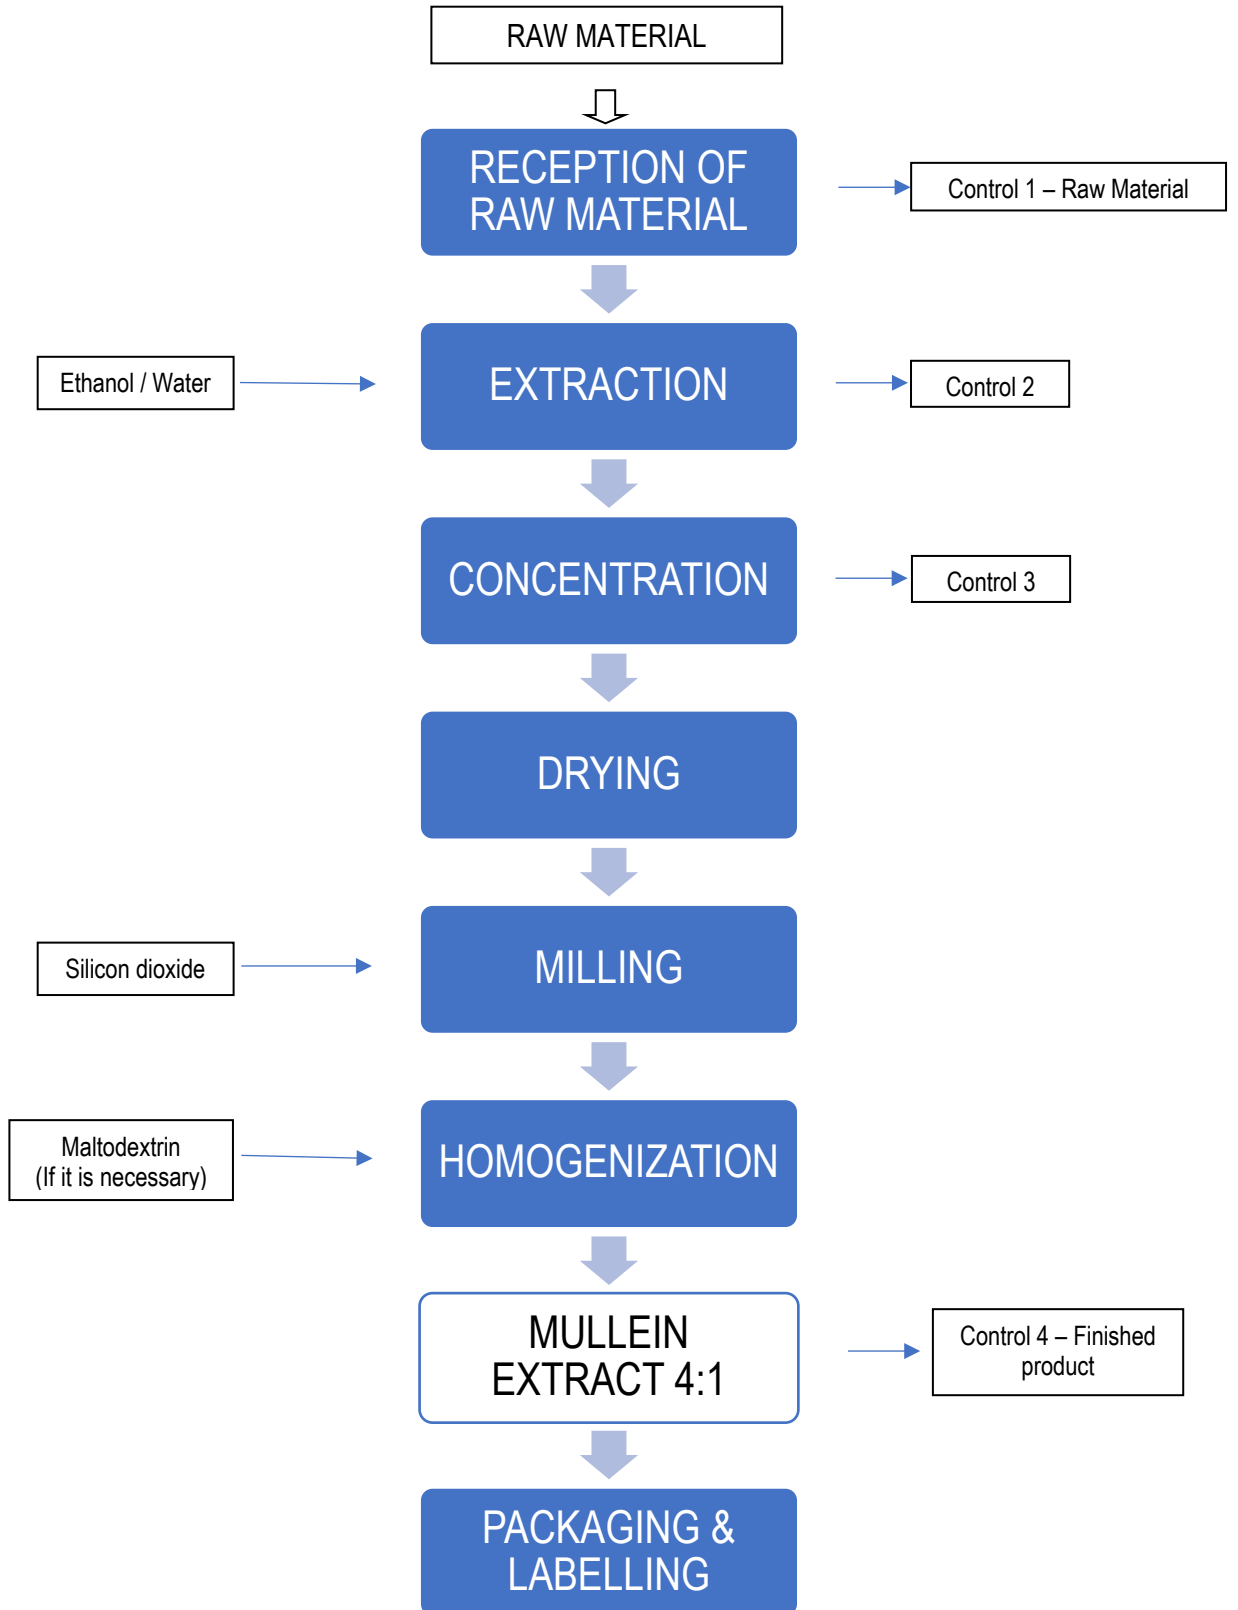 RAW MATERIAL
RECEPTION OF
RAW MATERIAL
Control 1 – Raw Material
Ethanol / Water
EXTRACTION
Control 2
CONCENTRATION
Control 3
DRYING
Silicon dioxide
MILLING
Maltodextrin
(If it is necessary)
HOMOGENIZATION
MULLEIN
EXTRACT 4:1
Control 4 – Finished
product
PACKAGING &
LABELLING